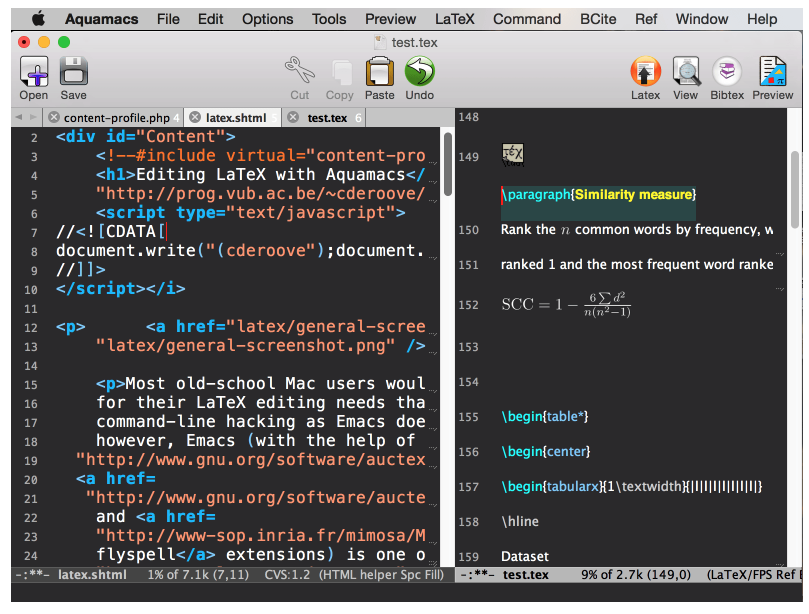 Aquamacs File Edit Options Tools Preview LaTeX Command BCite Ref Window Help
test.tex
Open Save Cut Copy Paste Undo Latex View Bibtex Preview
content-profile.php 4 latex.shtml 5 test.tex 6
2 <div id="Content">
3 <!--#include virtual="content-pro
4 <h1>Editing LaTeX with Aquamacs</
5 "http://prog.vub.ac.be/~cderoove/
6 <script type="text/javascript">
7 //<![CDATA[
8 document.write("(cderoove");document.
9 //]]>
10 </script></i>
11
12 <p> <a href="latex/general-scree
13 "latex/general-screenshot.png" />
14
15 <p>Most old-school Mac users woul
16 for their LaTeX editing needs tha
17 command-line hacking as Emacs doe
18 however, Emacs (with the help of
19 "http://www.gnu.org/software/auctex
20 <a href=
21 "http://www.gnu.org/software/aucte
22 and <a href=
23 "http://www-sop.inria.fr/mimosa/M
24 flyspell</a> extensions) is one o
-:**- latex.shtml 1% of 7.1k (7,11) CVS:1.2 (HTML helper Spc Fill)
148
149
\paragraph{Similarity measure}
150 Rank the n common words by frequency, w
151 ranked 1 and the most frequent word ranke
152 SCC = 1 − 6∑d²/n(n²−1)
153
154
155 \begin{table*}
156 \begin{center}
157 \begin{tabularx}{1\textwidth}{|l|l|l|l|l|l|l|}
158 \hline
159 Dataset
-:**- test.tex 9% of 2.7k (149,0) (LaTeX/FPS Ref